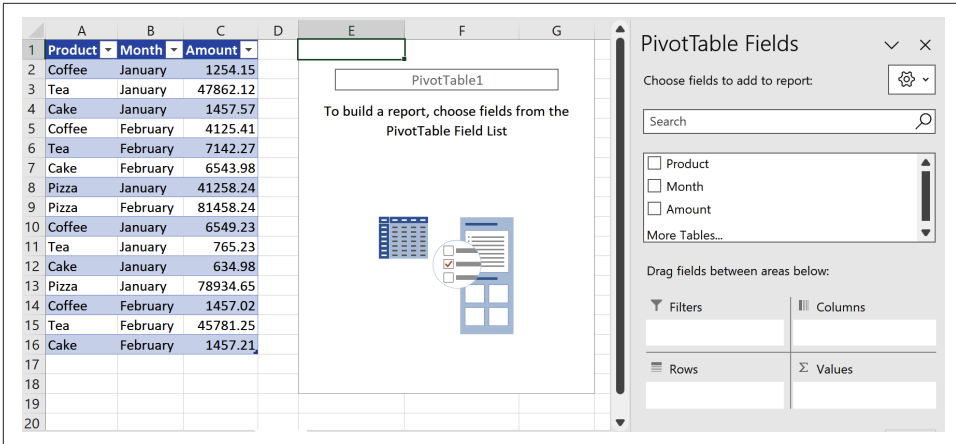 A B C D E F G
1 Product Month Amount
2 Coffee January 1254.15
3 Tea January 47862.12
4 Cake January 1457.57
5 Coffee February 4125.41
6 Tea February 7142.27
7 Cake February 6543.98
8 Pizza January 41258.24
9 Pizza February 81458.24
10 Coffee January 6549.23
11 Tea January 765.23
12 Cake January 634.98
13 Pizza January 78934.65
14 Coffee February 1457.02
15 Tea February 45781.25
16 Cake February 1457.21
17
18
19
20
PivotTable1
To build a report, choose fields from the
PivotTable Field List
PivotTable Fields
Choose fields to add to report:
Search
Product
Month
Amount
More Tables...
Drag fields between areas below:
Filters
Columns
Rows
Σ Values